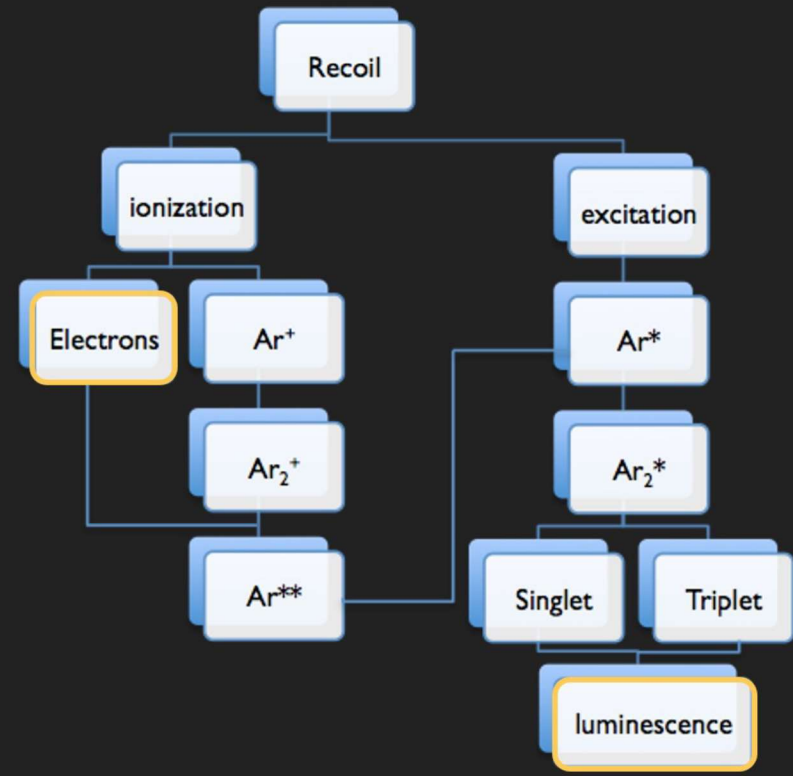 Recoil
ionization
excitation
Electrons
Ar⁺
Ar*
Ar₂⁺
Ar₂*
Ar**
Singlet
Triplet
luminescence